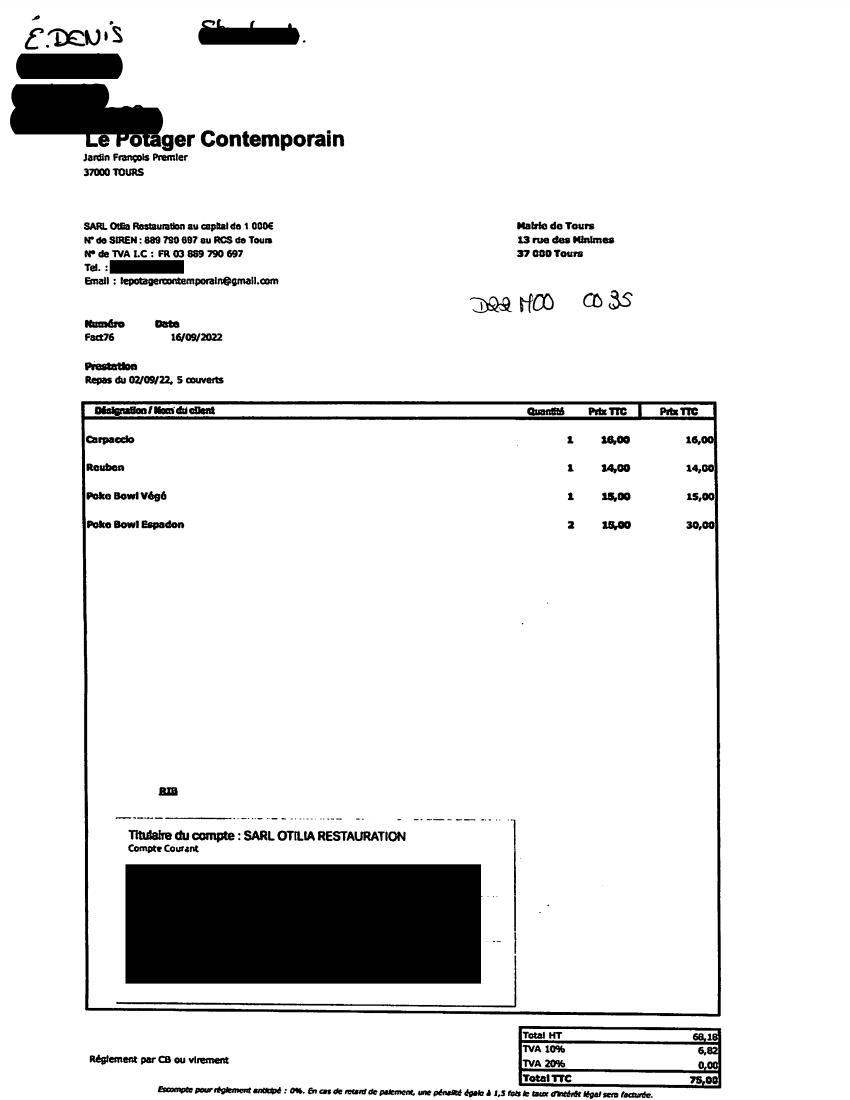 É. DENIS
Le Potager Contemporain
Jardin François Premier
37000 TOURS
SARL Otilia Restauration au capital de 1 000€
N° de SIREN : 889 790 697 au RCS de Tours
N° de TVA I.C : FR 03 889 790 697
Tel. :
Email : lepotagercontemporain@gmail.com
Mairie de Tours
13 rue des Minimes
37 000 Tours
CO 35
Numéro Date
Fact76 16/09/2022
Prestation
Repas du 02/09/22, 5 couverts
Désignation / Nom du client Quantité Prix TTC Prix TTC
Carpaccio 1 16,00 16,00
Reuben 1 14,00 14,00
Poke Bowl Végé 1 15,00 15,00
Poke Bowl Espadon 2 15,00 30,00
RIB
Titulaire du compte : SARL OTILIA RESTAURATION
Compte Courant
Total HT 68,18
TVA 10% 6,82
TVA 20% 0,00
Total TTC 75,00
Réglement par CB ou virement
Escompte pour réglement anticipé : 0%. En cas de retard de paiement, une pénalité égale à 1,5 fois le taux d'intérêt légal sera facturée.